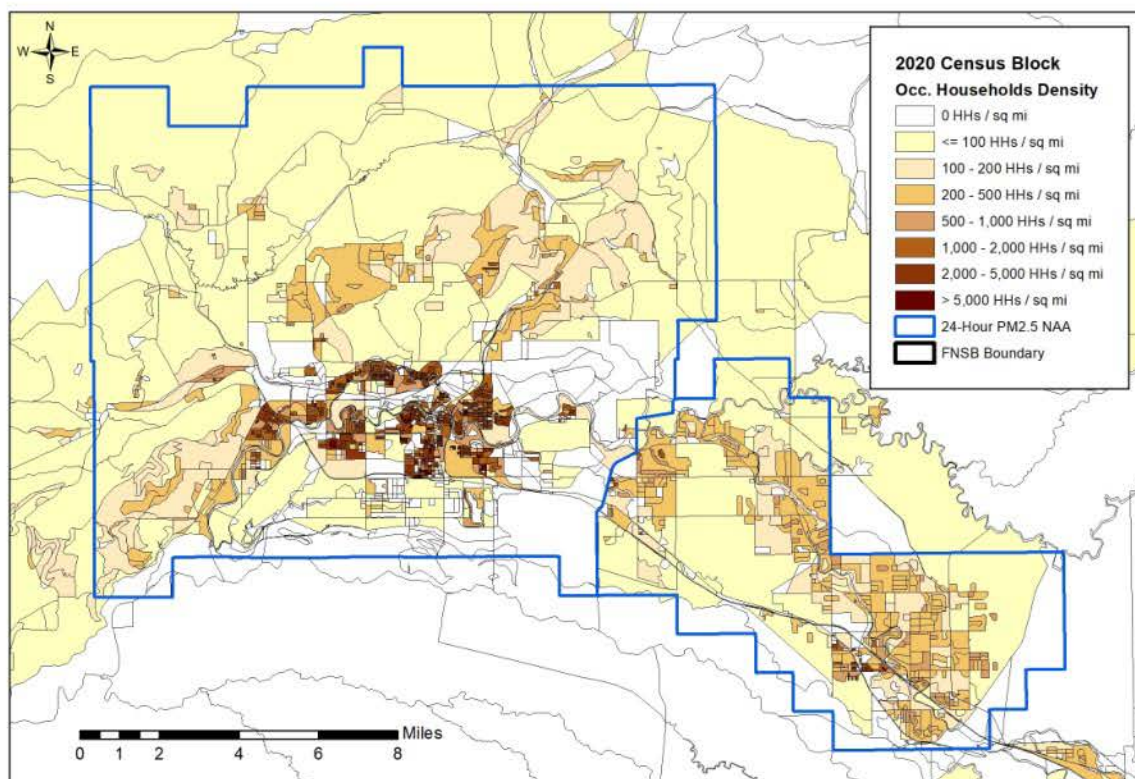 N
W E
S
2020 Census Block
Occ. Households Density
0 HHs / sq mi
<= 100 HHs / sq mi
100 - 200 HHs / sq mi
200 - 500 HHs / sq mi
500 - 1,000 HHs / sq mi
1,000 - 2,000 HHs / sq mi
2,000 - 5,000 HHs / sq mi
> 5,000 HHs / sq mi
24-Hour PM2.5 NAA
FNSB Boundary
Miles
0 1 2 4 6 8